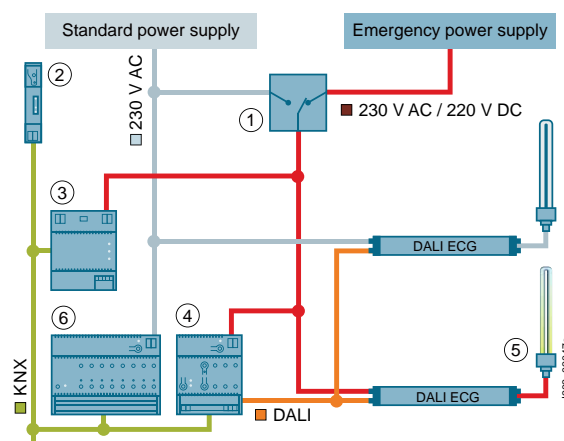 Standard power supply
Emergency power supply
2
230 V AC
1
230 V AC / 220 V DC
3
DALI ECG
6
4
5
KNX
DALI
DALI ECG